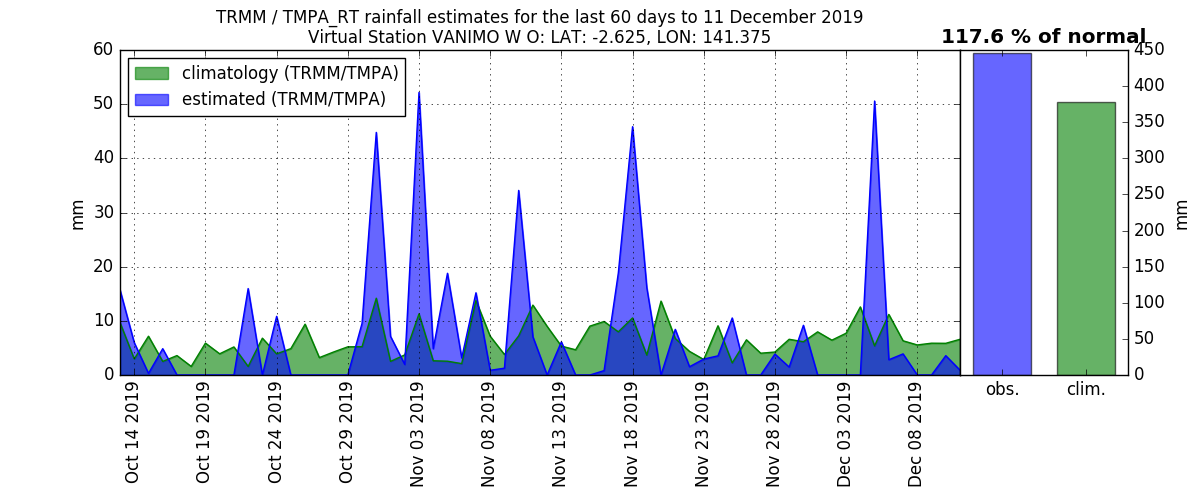 TRMM / TMPA_RT rainfall estimates for the last 60 days to 11 December 2019
Virtual Station VANIMO W O: LAT: -2.625, LON: 141.375
117.6 % of normal
climatology (TRMM/TMPA)
estimated (TRMM/TMPA)
60
50
40
30
20
10
0
mm
Oct 14 2019
Oct 19 2019
Oct 24 2019
Oct 29 2019
Nov 03 2019
Nov 08 2019
Nov 13 2019
Nov 18 2019
Nov 23 2019
Nov 28 2019
Dec 03 2019
Dec 08 2019
obs.
clim.
450
400
350
300
250
200
150
100
50
0
mm